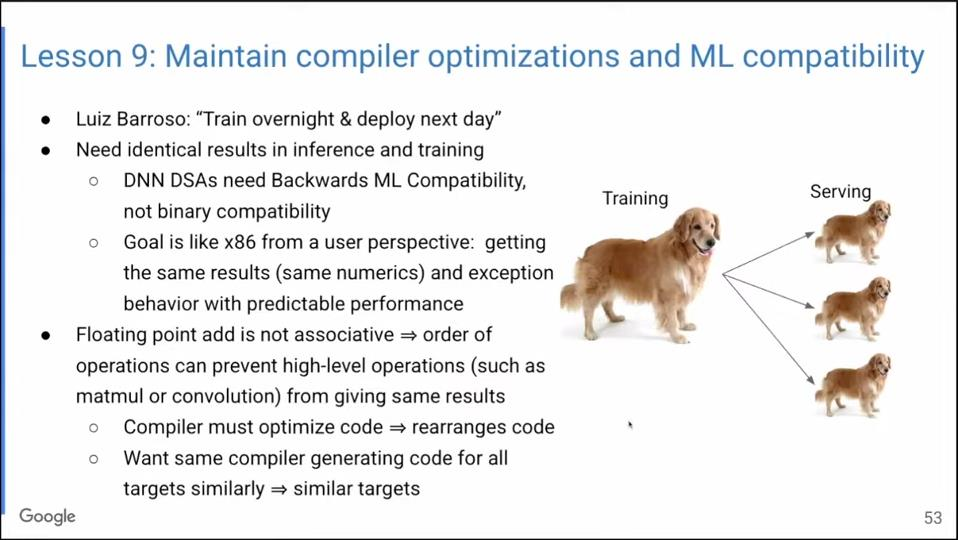 Lesson 9: Maintain compiler optimizations and ML compatibility
● Luiz Barroso: “Train overnight & deploy next day”
● Need identical results in inference and training
○ DNN DSAs need Backwards ML Compatibility,
not binary compatibility
○ Goal is like x86 from a user perspective: getting
the same results (same numerics) and exception
behavior with predictable performance
● Floating point add is not associative ⇒ order of
operations can prevent high-level operations (such as
matmul or convolution) from giving same results
○ Compiler must optimize code ⇒ rearranges code
○ Want same compiler generating code for all
targets similarly ⇒ similar targets
Training
Serving
Google
53